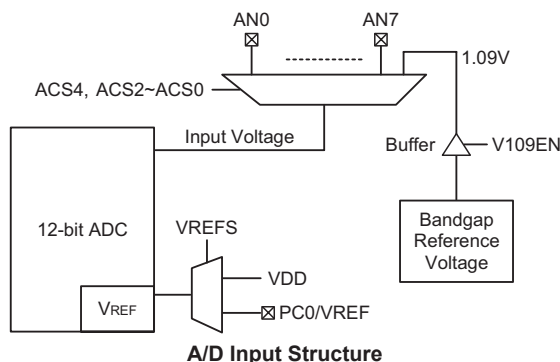 AN0
AN7
1.09V
ACS4, ACS2~ACS0
Input Voltage
Buffer
V109EN
12-bit ADC
Bandgap
Reference
Voltage
VREFS
VDD
VREF
PC0/VREF
A/D Input Structure